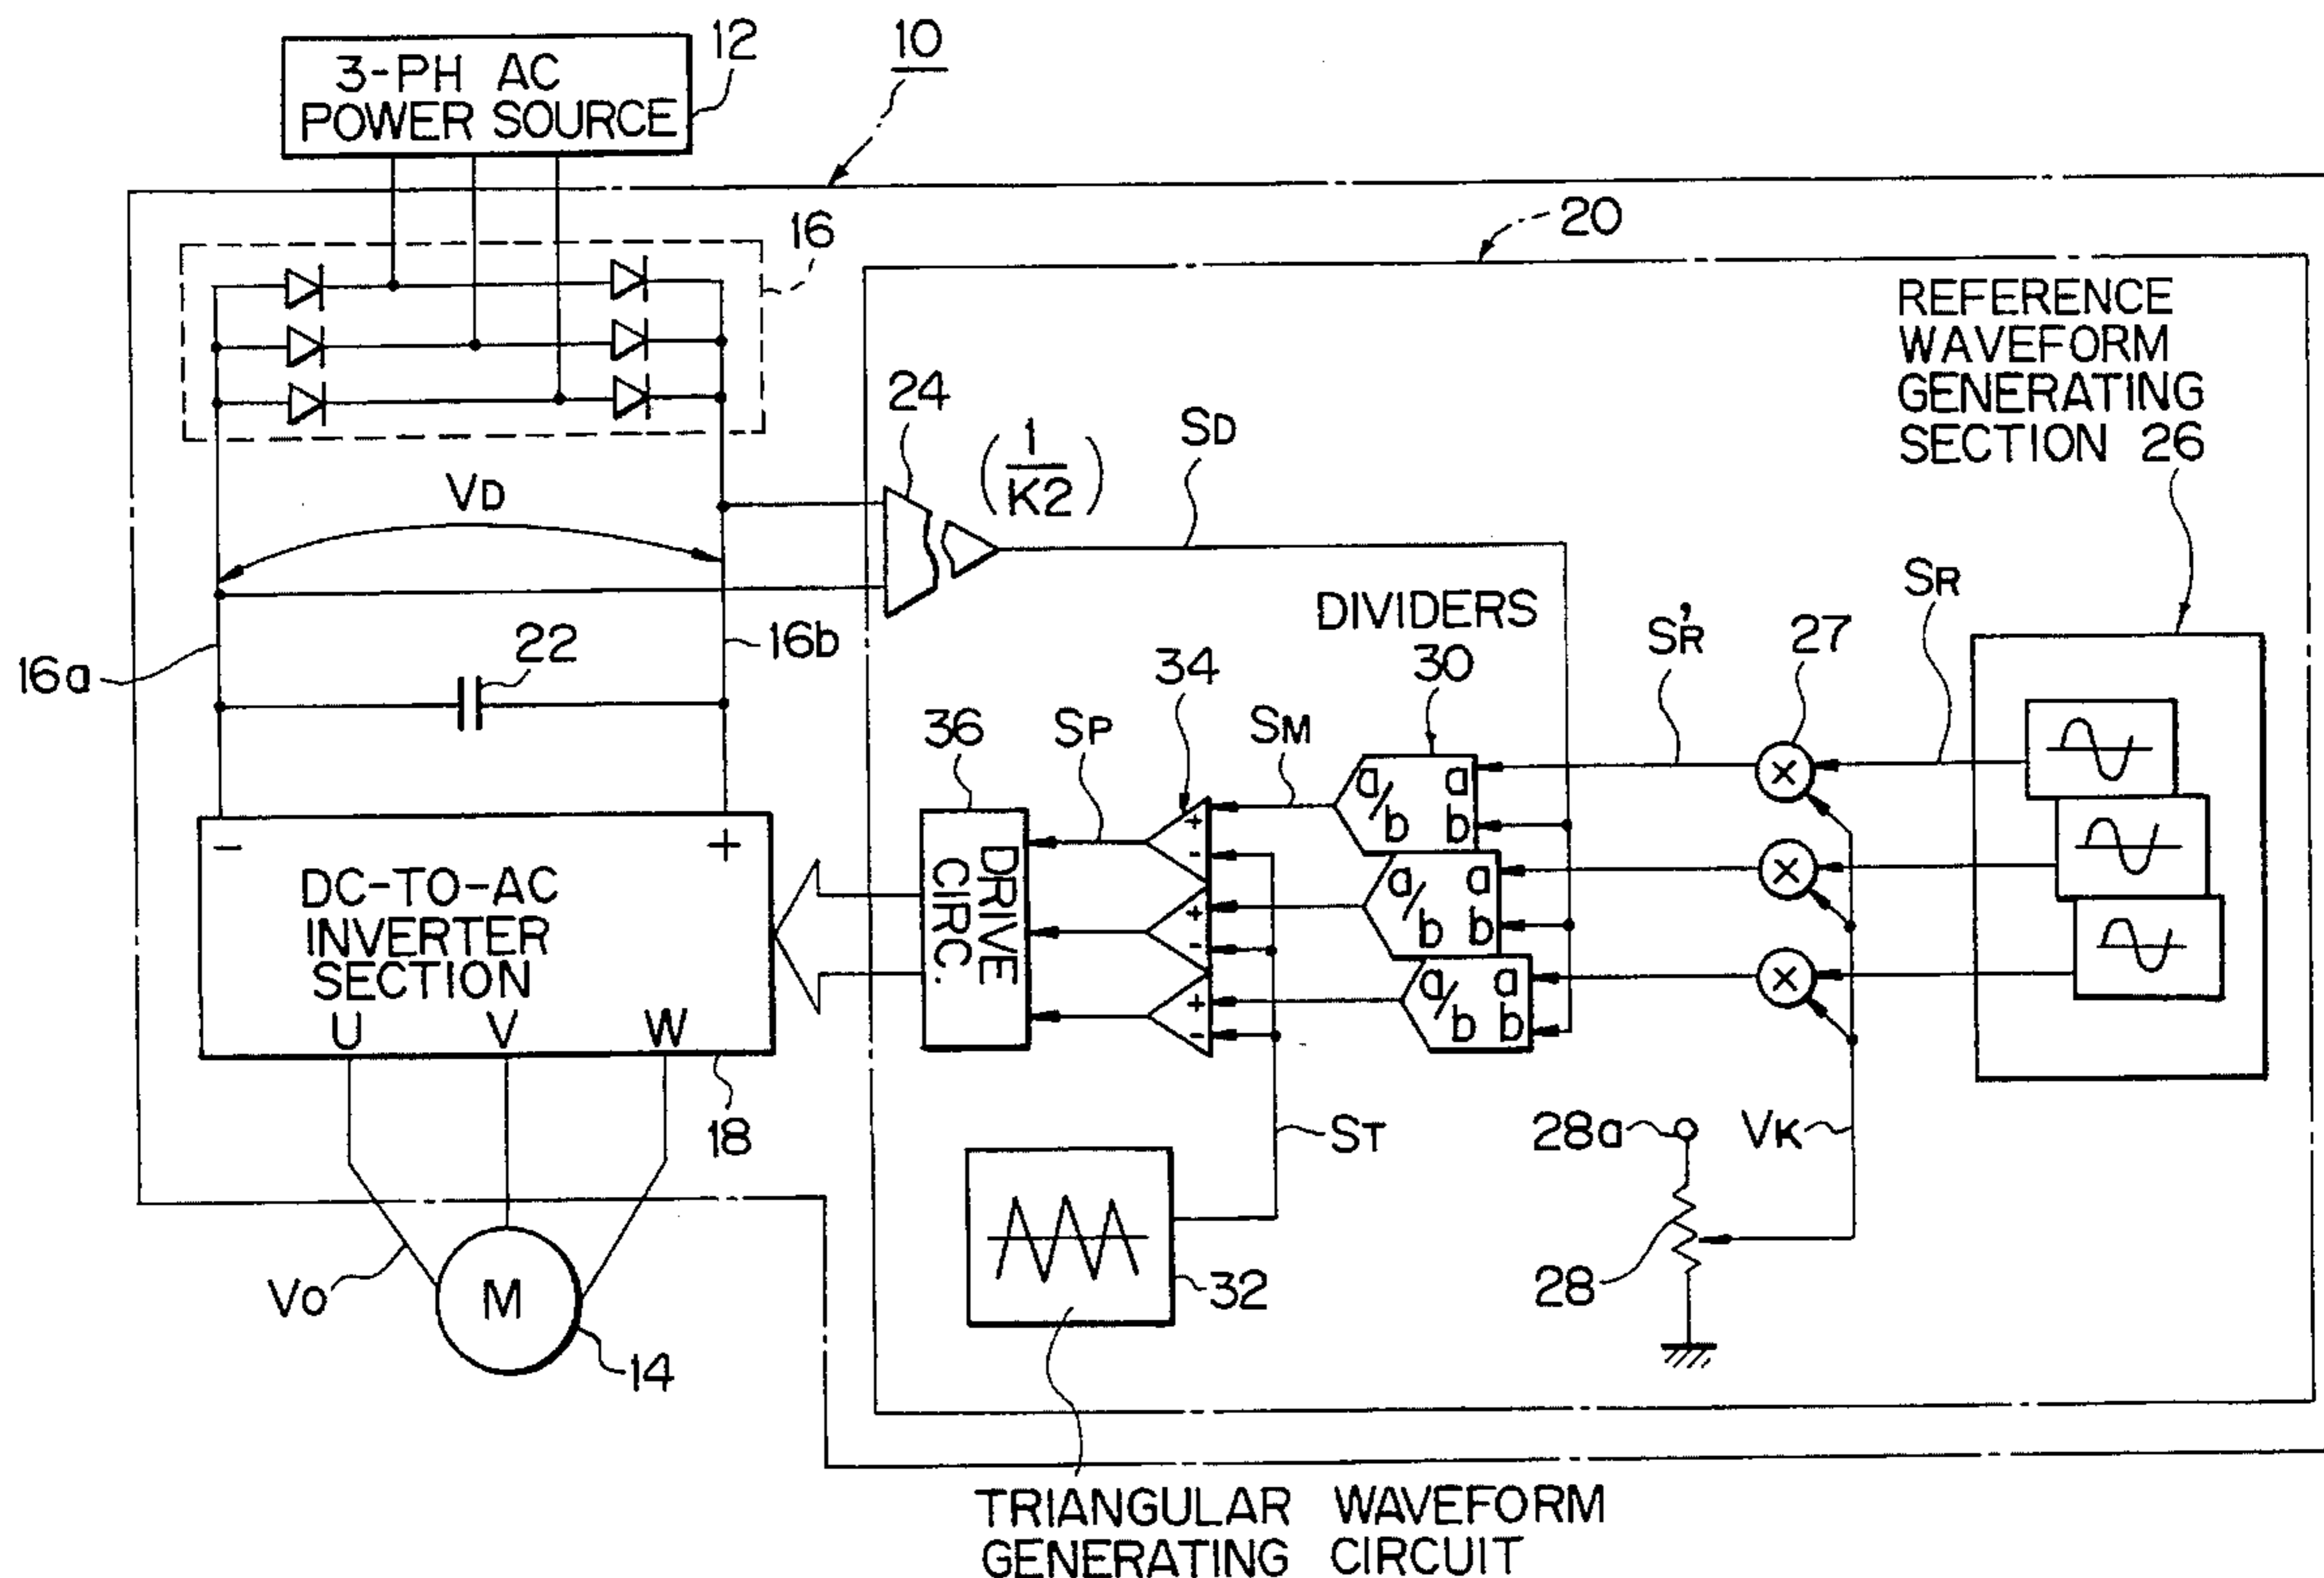 10
3-PH AC
POWER SOURCE
12
16
20
REFERENCE
WAVEFORM
GENERATING
SECTION 26
24
(1/K2)
SD
VD
SR
DIVIDERS
30
S'R
27
16a
22
16b
34
36
SP
SM
a/b a
b
a/b a
b
a/b a
b
+
-
+
-
+
-
×
×
×
DRIVE
CIRC.
- +
DC-TO-AC
INVERTER
SECTION
U V W
18
ST
28a
VK
28
32
VO
M
14
TRIANGULAR WAVEFORM
GENERATING CIRCUIT